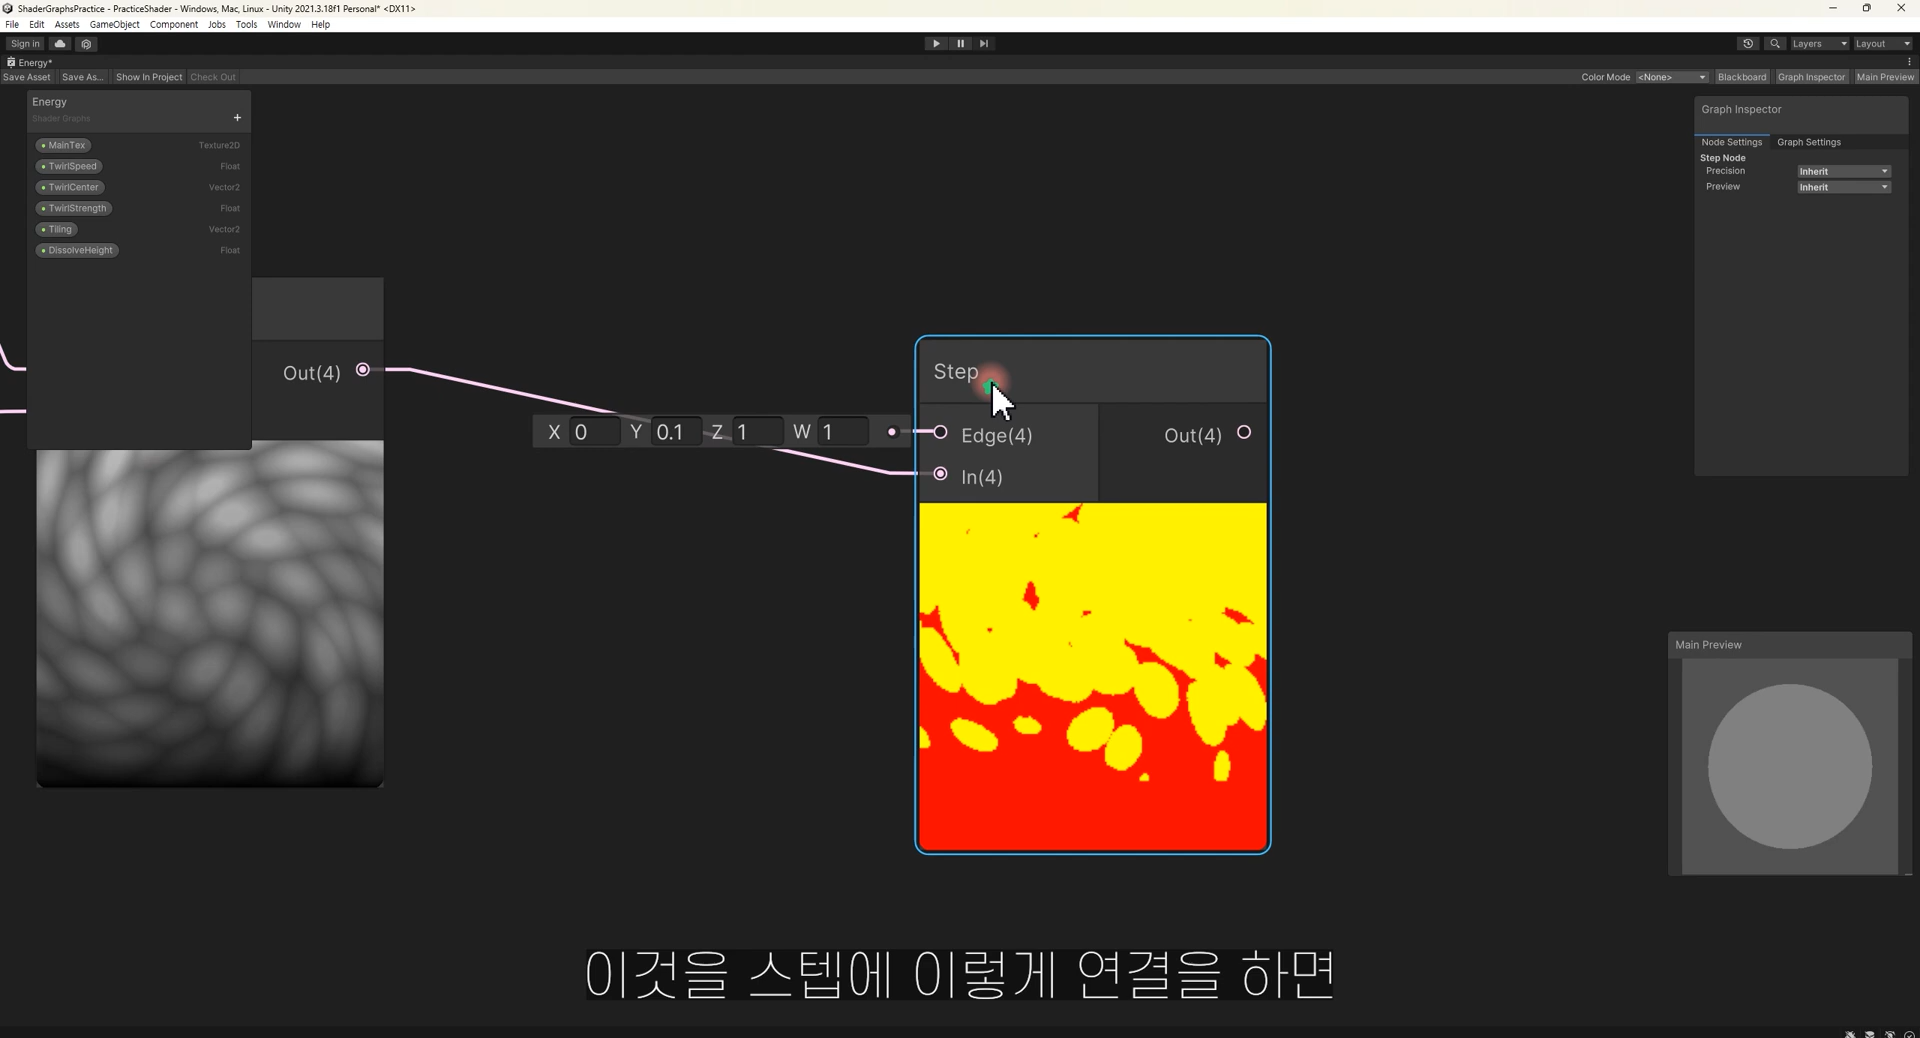 ShaderGraphsPractice - PracticeShader - Windows, Mac, Linux - Unity 2021.3.18f1 Personal* <DX11>
File Edit Assets GameObject Component Jobs Tools Window Help
Sign in
Layers Layout
Energy*
Save Asset Save As... Show In Project Check Out
Color Mode <None> Blackboard Graph Inspector Main Preview
Energy
Shader Graphs
+
MainTex Texture2D
TwirlSpeed Float
TwirlCenter Vector2
TwirlStrength Float
Tiling Vector2
DissolveHeight Float
Out(4)
X 0 Y 0.1 Z 1 W 1
Step
Edge(4)
In(4)
Out(4)
Graph Inspector
Node Settings Graph Settings
Step Node
Precision Inherit
Preview Inherit
Main Preview
이것을 스텝에 이렇게 연결을 하면